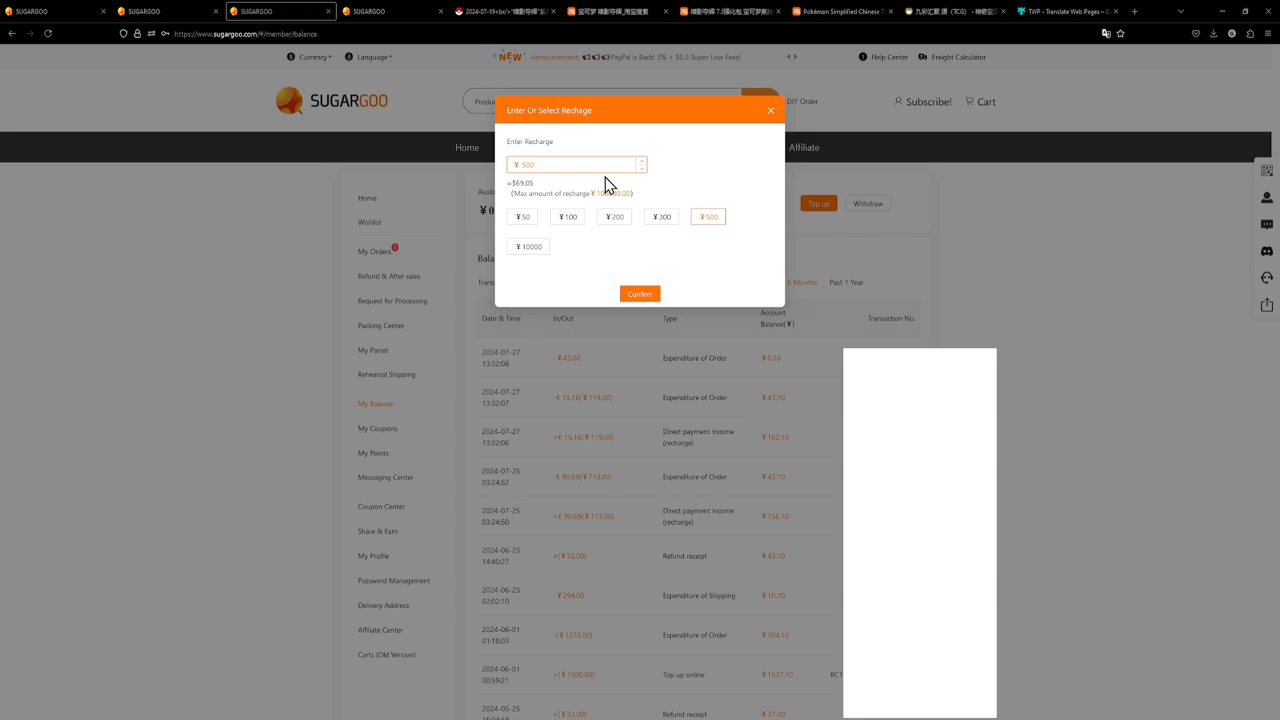 SUGARGOO
SUGARGOO
SUGARGOO
SUGARGOO
https://www.sugargoo.com/#/member/balance
Currency
Language
NEW
Announcement:
PayPal is Back! 3% + $0.3 Super Low Fees!
Help Center
Freight Calculator
SUGARGOO
DIY Order
Subscribe!
Cart
Enter Or Select Rechage
Enter Recharge
¥ 500
≈$69.05
(Max amount of recharge
¥ 50
¥ 100
¥ 200
¥ 300
¥ 500
¥ 10000
Confirm
Home
Affiliate
Top up
Withdraw
6 Months
Past 1 Year
Home
Wishlist
My Orders
1
Refund & After sales
Request for Processing
Packing Center
My Parcel
Rehearsal Shipping
My Balance
My Coupons
My Points
Messaging Center
Coupon Center
Share & Earn
My Profile
Password Management
Delivery Address
Affiliate Center
Carts (Old Version)
Date & Time In/Out Type Account Balance(¥) Transaction No.
2024-07-27 13:32:08 -¥43.00 Expenditure of Order ¥0.10
2024-07-27 13:32:07 -€ 15.16(¥119.00) Expenditure of Order ¥43.10
2024-07-27 13:32:06 +€ 15.16(¥119.00) Direct payment income (recharge) ¥162.10
2024-07-25 03:24:52 -€ 90.69(¥713.00) Expenditure of Order ¥43.10
2024-07-25 03:24:50 +€ 90.69(¥713.00) Direct payment income (recharge) ¥756.10
2024-06-23 14:40:27 +(¥33.00) Refund receipt ¥43.10
2024-06-23 02:02:10 -294.00 Expenditure of Shipping ¥10.10
2024-06-01 01:18:03 -(¥1233.00) Expenditure of Order ¥304.10
2024-06-01 00:59:21 +(¥1500.00) Top up online ¥1537.10 RC1
2024-05-25 +(¥33.00) Refund receipt ¥37.10